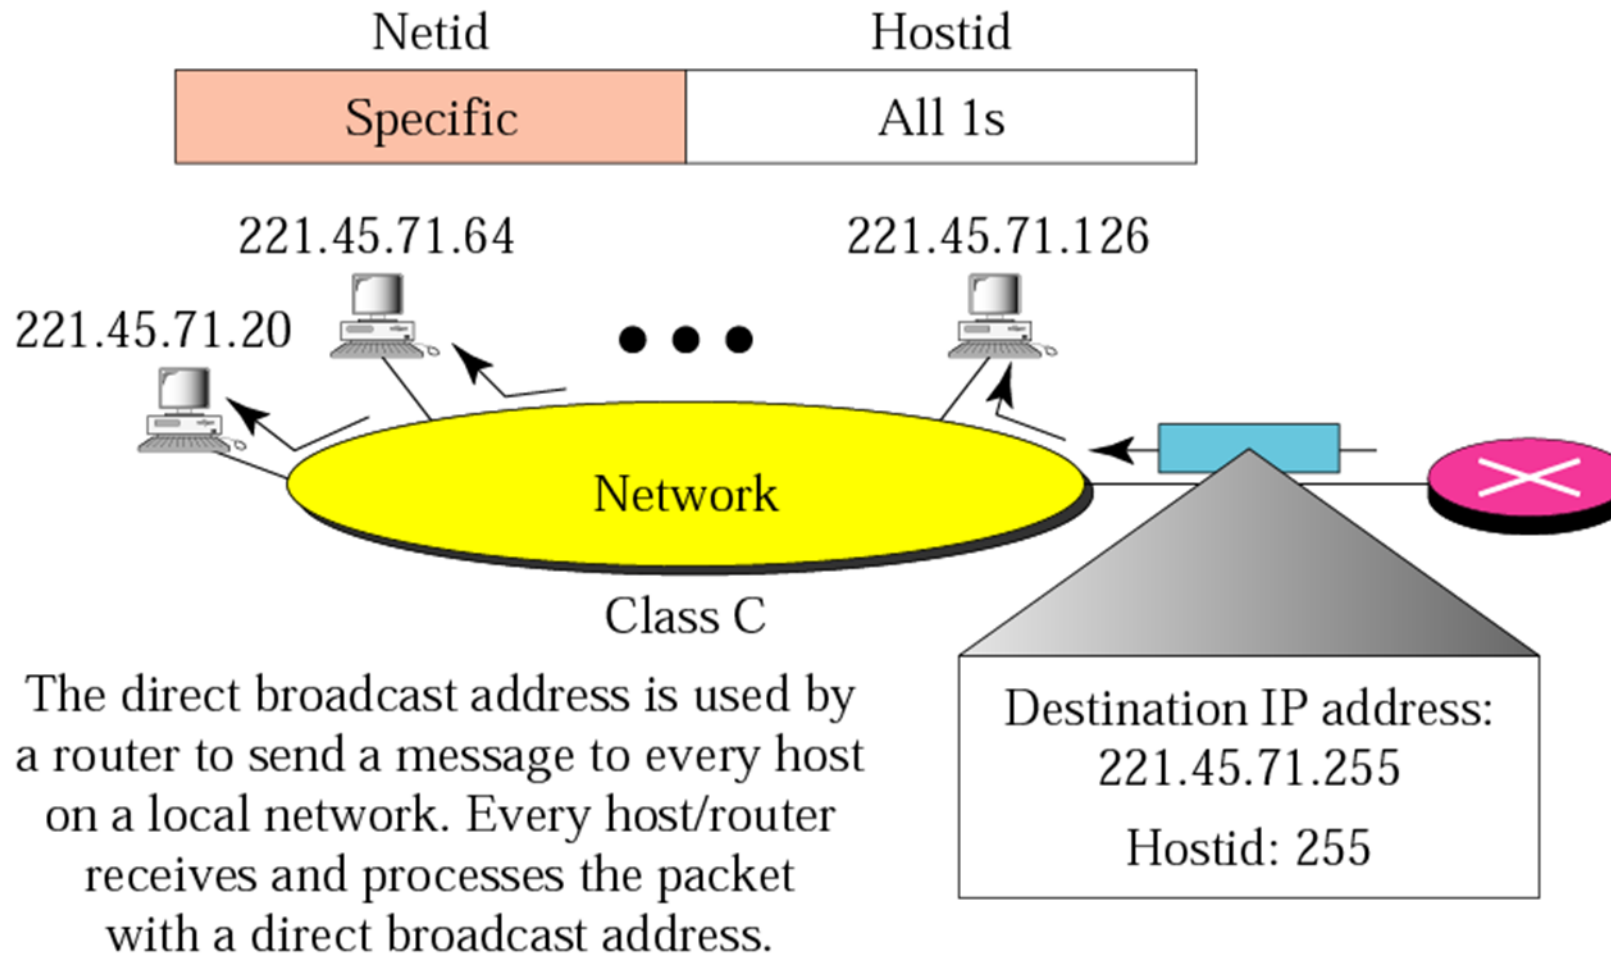 Netid
Hostid
Specific
All 1s
221.45.71.64
221.45.71.126
221.45.71.20
Network
Class C
The direct broadcast address is used by
a router to send a message to every host
on a local network. Every host/router
receives and processes the packet
with a direct broadcast address.
Destination IP address:
221.45.71.255
Hostid: 255